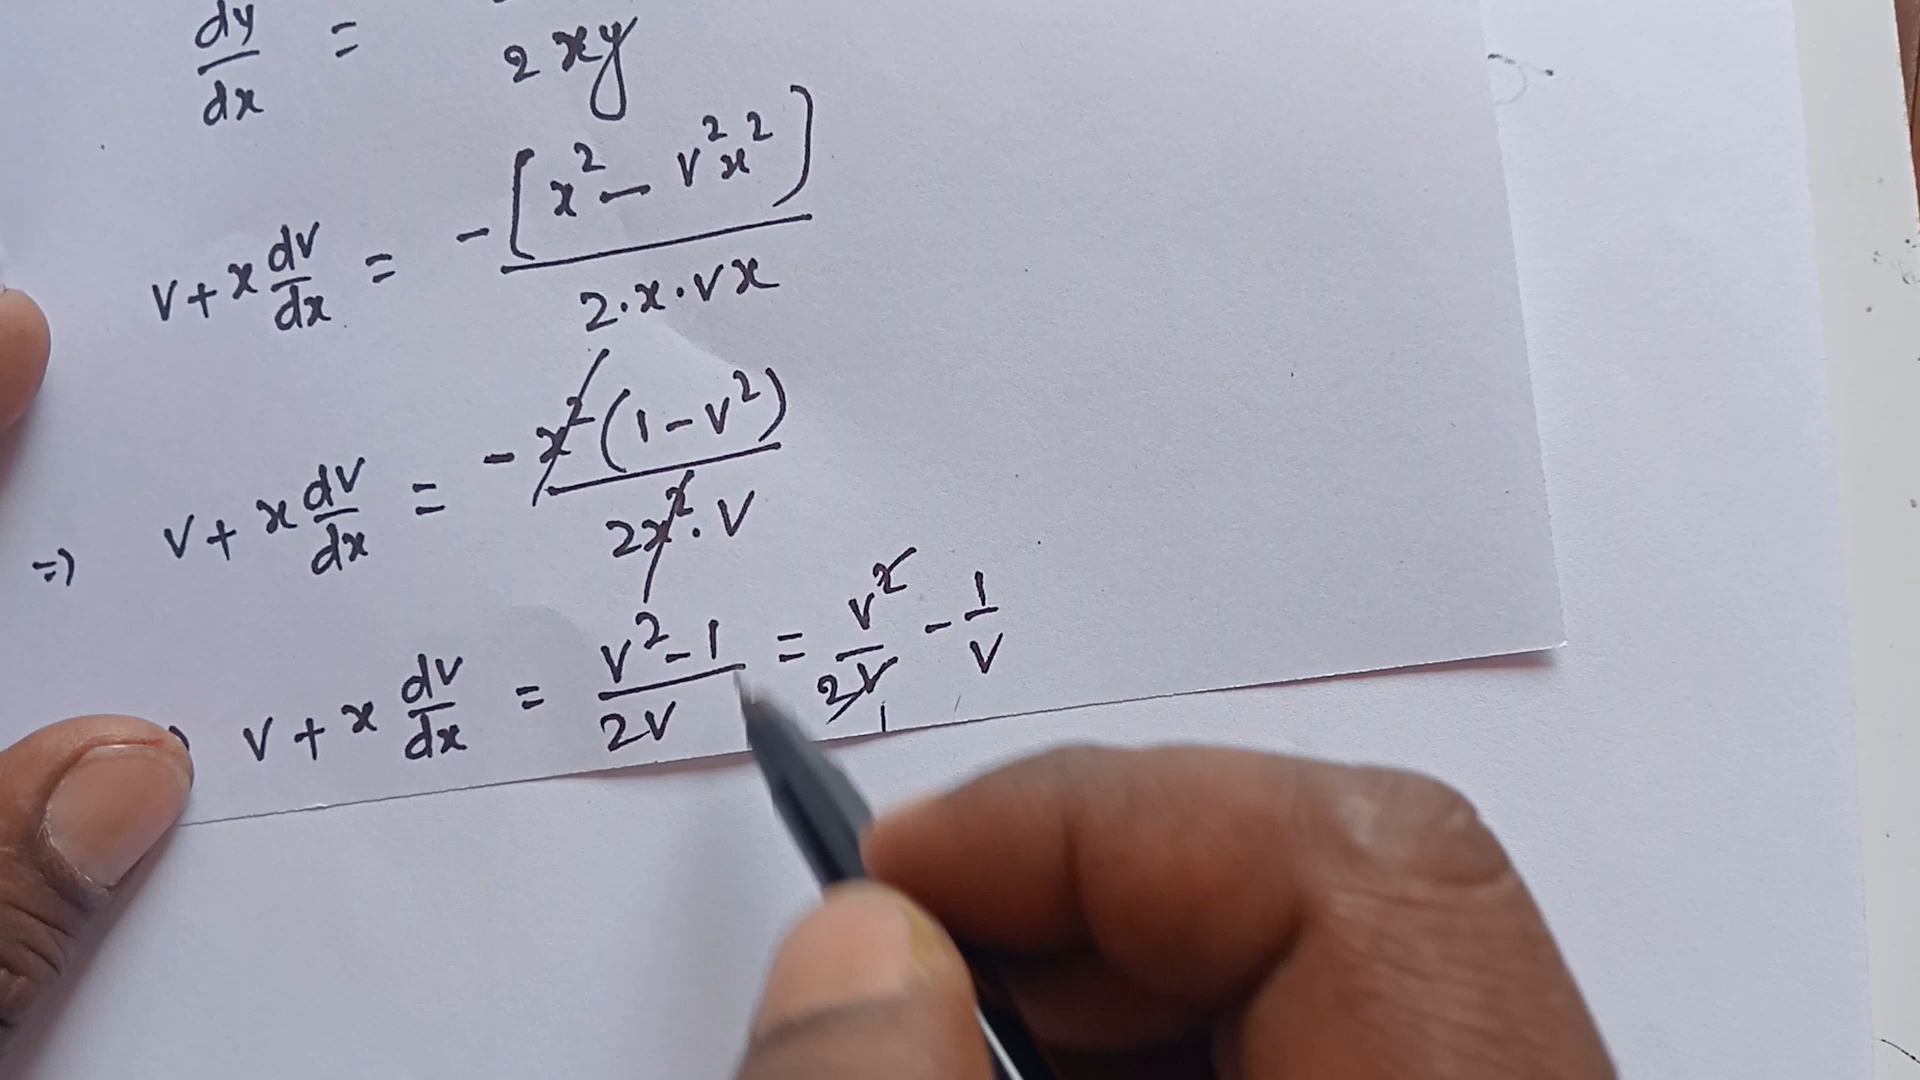 dy/dx = /2xy
v + x dv/dx = -[x² - v²x²]/2·x·vx
=) v + x dv/dx = -x²(1 - v²)/2x²·v
) v + x dv/dx = v² - 1/2v = v²/2v - 1/v
1